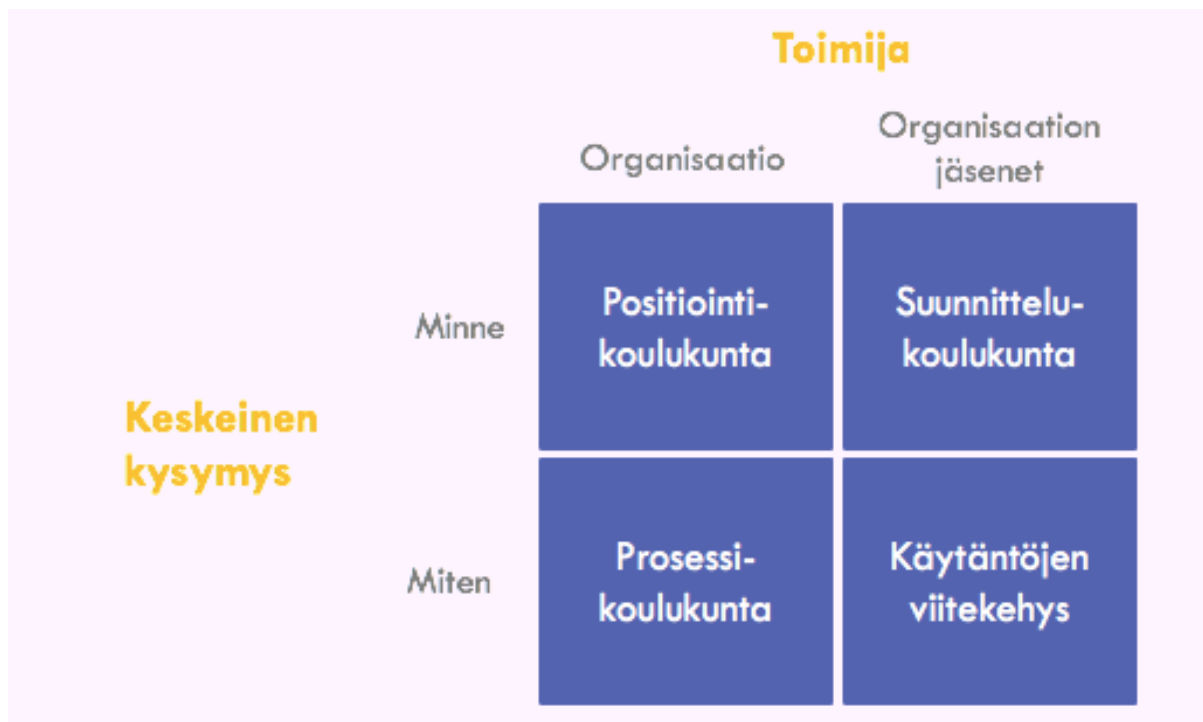 Toimija
Organisaatio
Organisaation
jäsenet
Minne
Positiointi-
koulukunta
Suunnittelu-
koulukunta
Keskeinen
kysymys
Miten
Prosessi-
koulukunta
Käytäntöjen
viitekehys